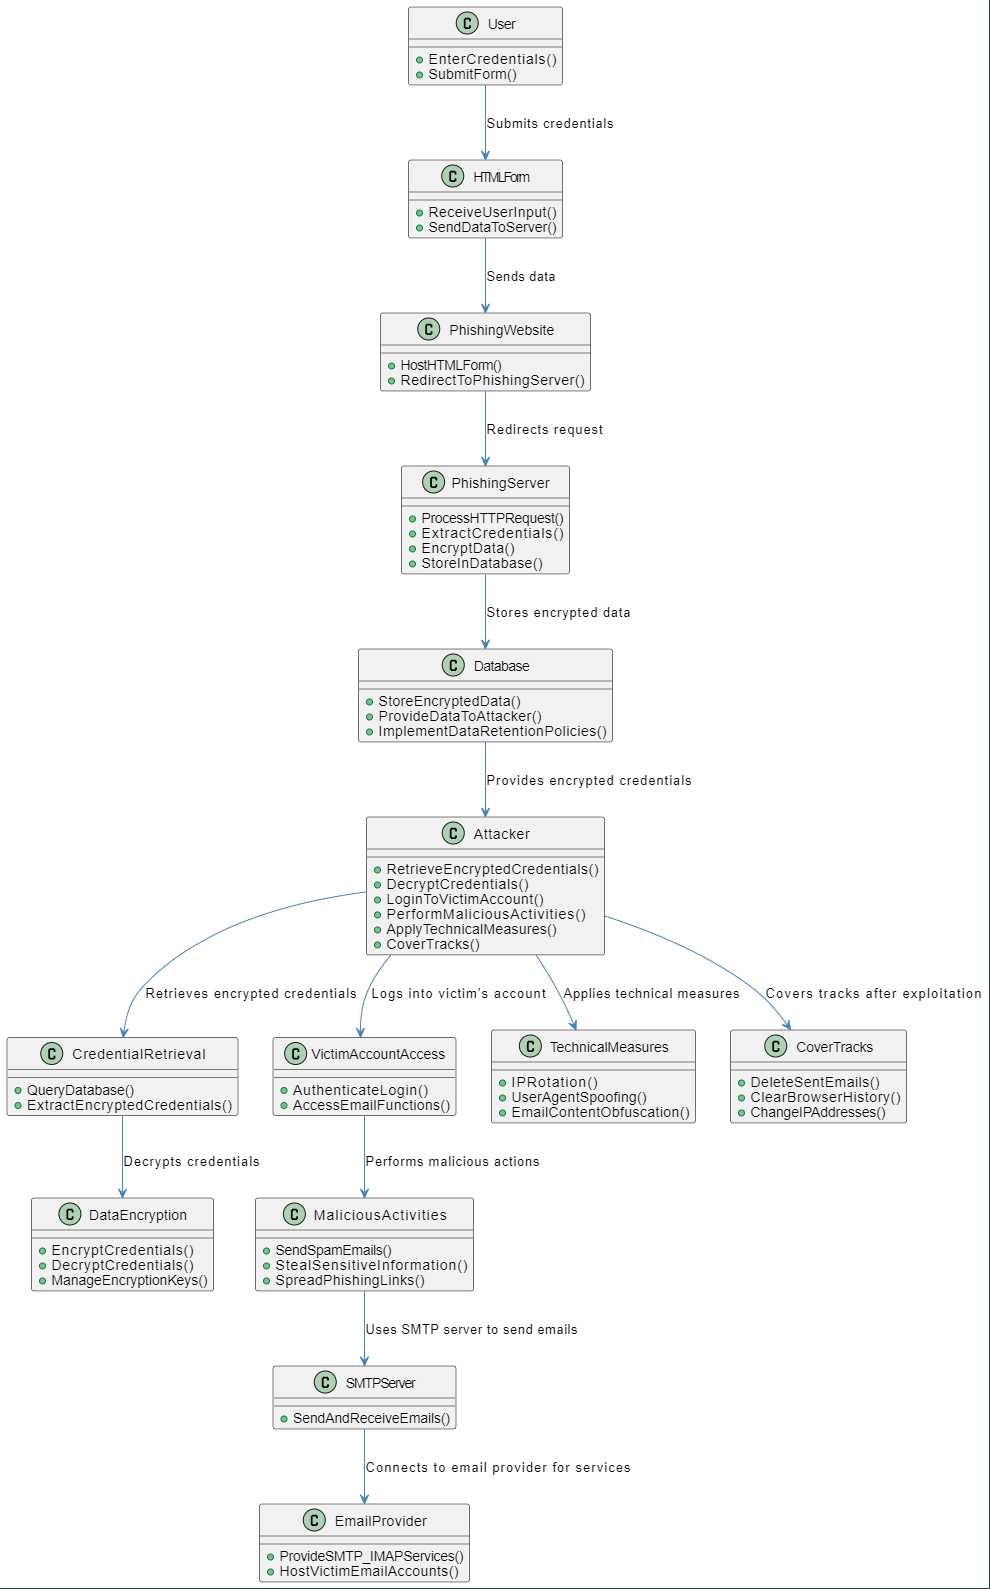 C User
EnterCredentials()
SubmitForm()
Submits credentials
C HTMLForm
ReceiveUserInput()
SendDataToServer()
Sends data
C PhishingWebsite
HostHTMLForm()
RedirectToPhishingServer()
Redirects request
C PhishingServer
ProcessHTTPRequest()
ExtractCredentials()
EncryptData()
StoreInDatabase()
Stores encrypted data
C Database
StoreEncryptedData()
ProvideDataToAttacker()
ImplementDataRetentionPolicies()
Provides encrypted credentials
C Attacker
RetrieveEncryptedCredentials()
DecryptCredentials()
LoginToVictimAccount()
PerformMaliciousActivities()
ApplyTechnicalMeasures()
CoverTracks()
Retrieves encrypted credentials
Logs into victim's account
Applies technical measures
Covers tracks after exploitation
C CredentialRetrieval
QueryDatabase()
ExtractEncryptedCredentials()
C VictimAccountAccess
AuthenticateLogin()
AccessEmailFunctions()
C TechnicalMeasures
IPRotation()
UserAgentSpoofing()
EmailContentObfuscation()
C CoverTracks
DeleteSentEmails()
ClearBrowserHistory()
ChangeIPAddresses()
Decrypts credentials
Performs malicious actions
C DataEncryption
EncryptCredentials()
DecryptCredentials()
ManageEncryptionKeys()
C MaliciousActivities
SendSpamEmails()
StealSensitiveInformation()
SpreadPhishingLinks()
Uses SMTP server to send emails
C SMTPServer
SendAndReceiveEmails()
Connects to email provider for services
C EmailProvider
ProvideSMTP_IMAPServices()
HostVictimEmailAccounts()